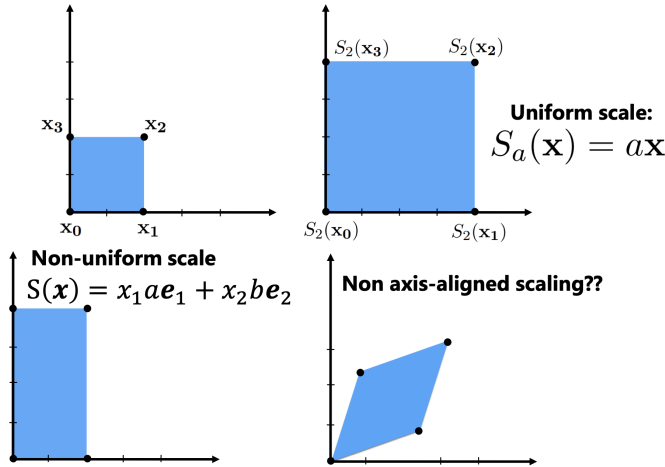 x₃ x₂
x₀ x₁
S₂(x₃) S₂(x₂)
S₂(x₀) S₂(x₁)
Uniform scale:
Sₐ(x) = ax
Non-uniform scale
S(x) = x₁ae₁ + x₂be₂
Non axis-aligned scaling??